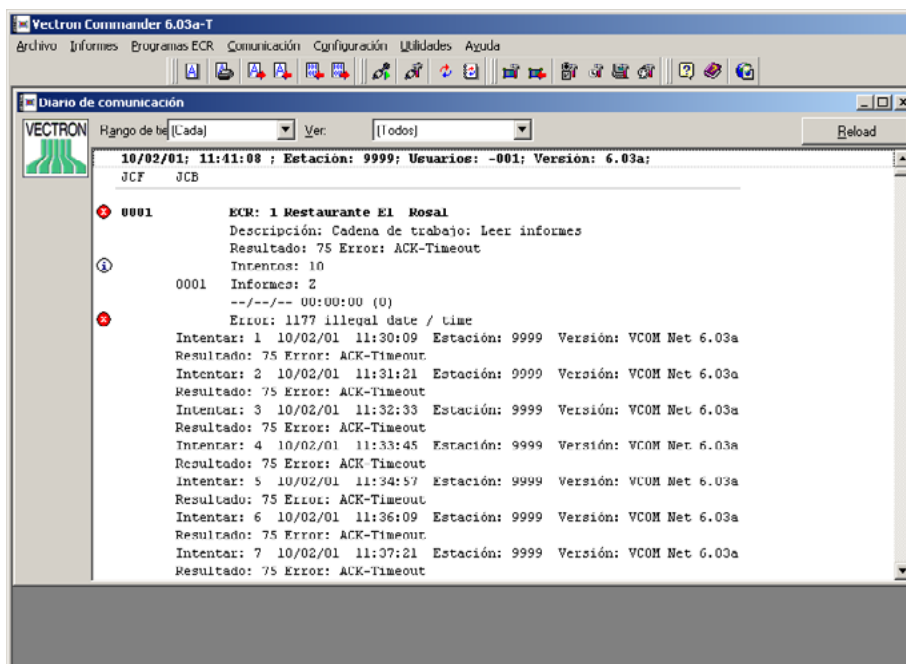 Vectron Commander 6.03a-T
Archivo Informes Programas ECR Comunicación Configuración Utilidades Ayuda
Diario de comunicación
VECTRON
Rango de be [Cada] Ver: [Todos] Reload
10/02/01; 11:41:08 ; Estación: 9999; Usuarios: -001; Versión: 6.03a;
JCF JCB
0001 ECR: 1 Restaurante El Rosal
Descripción: Cadena de trabajo: Leer informes
Resultado: 75 Error: ACK-Timeout
Intentos: 10
0001 Informes: Z
--/--/-- 00:00:00 (0)
Error: 1177 illegal date / time
Intentar: 1 10/02/01 11:30:09 Estación: 9999 Versión: VCOM Net 6.03a
Resultado: 75 Error: ACK-Timeout
Intentar: 2 10/02/01 11:31:21 Estación: 9999 Versión: VCOM Net 6.03a
Resultado: 75 Error: ACK-Timeout
Intentar: 3 10/02/01 11:32:33 Estación: 9999 Versión: VCOM Net 6.03a
Resultado: 75 Error: ACK-Timeout
Intentar: 4 10/02/01 11:33:45 Estación: 9999 Versión: VCOM Net 6.03a
Resultado: 75 Error: ACK-Timeout
Intentar: 5 10/02/01 11:34:57 Estación: 9999 Versión: VCOM Net 6.03a
Resultado: 75 Error: ACK-Timeout
Intentar: 6 10/02/01 11:36:09 Estación: 9999 Versión: VCOM Net 6.03a
Resultado: 75 Error: ACK-Timeout
Intentar: 7 10/02/01 11:37:21 Estación: 9999 Versión: VCOM Net 6.03a
Resultado: 75 Error: ACK-Timeout